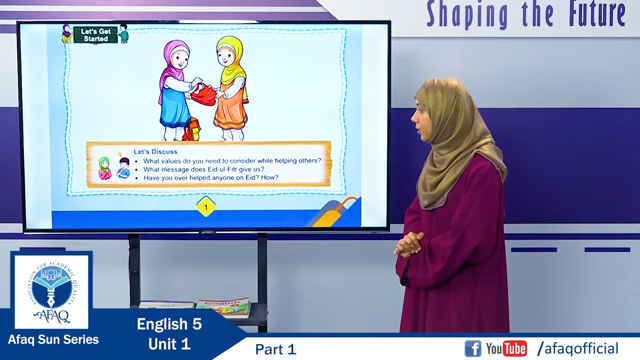 Shaping the Future
Let's Get
Started
Let's Discuss
• What values do you need to consider while helping others?
• What message does Eid-ul-Fitr give us?
• Have you ever helped anyone on Eid? How?
1
AFAQ
Afaq Sun Series
English 5
Unit 1
Part 1
f You Tube /afaqofficial